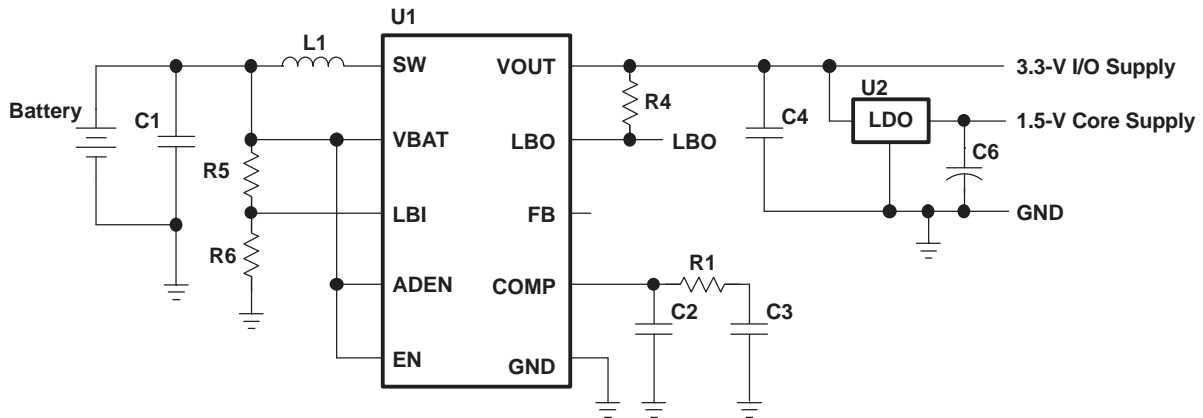 U1
L1
SW
VOUT
3.3-V I/O Supply
U2
R4
Battery
C1
C4
LDO
1.5-V Core Supply
VBAT
LBO
LBO
C6
R5
LBI
FB
GND
R6
R1
ADEN
COMP
C2
C3
EN
GND